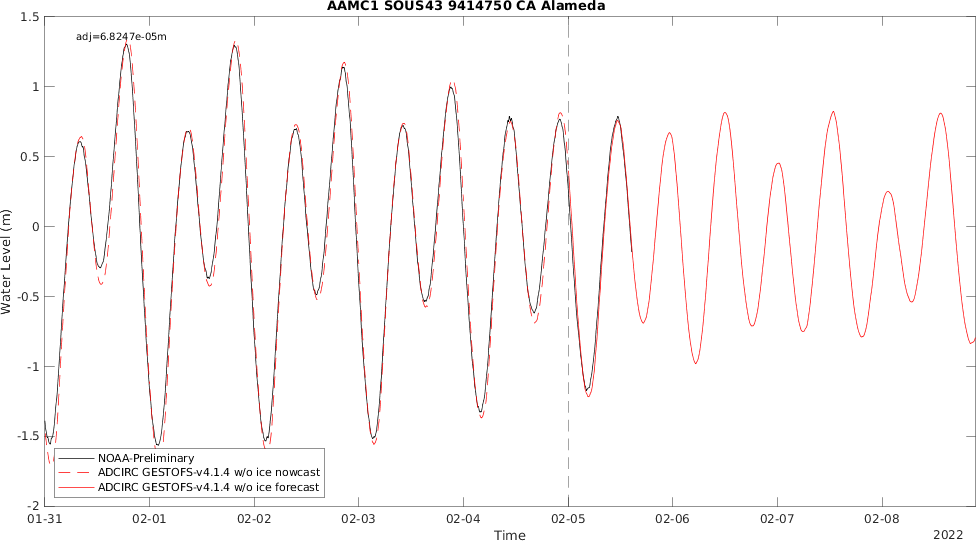 AAMC1 SOUS43 9414750 CA Alameda
adj=6.8247e-05m
1.5
1
0.5
0
-0.5
-1
-1.5
-2
Water Level (m)
NOAA-Preliminary
ADCIRC GESTOFS-v4.1.4 w/o ice nowcast
ADCIRC GESTOFS-v4.1.4 w/o ice forecast
01-31 02-01 02-02 02-03 02-04 02-05 02-06 02-07 02-08
Time
2022